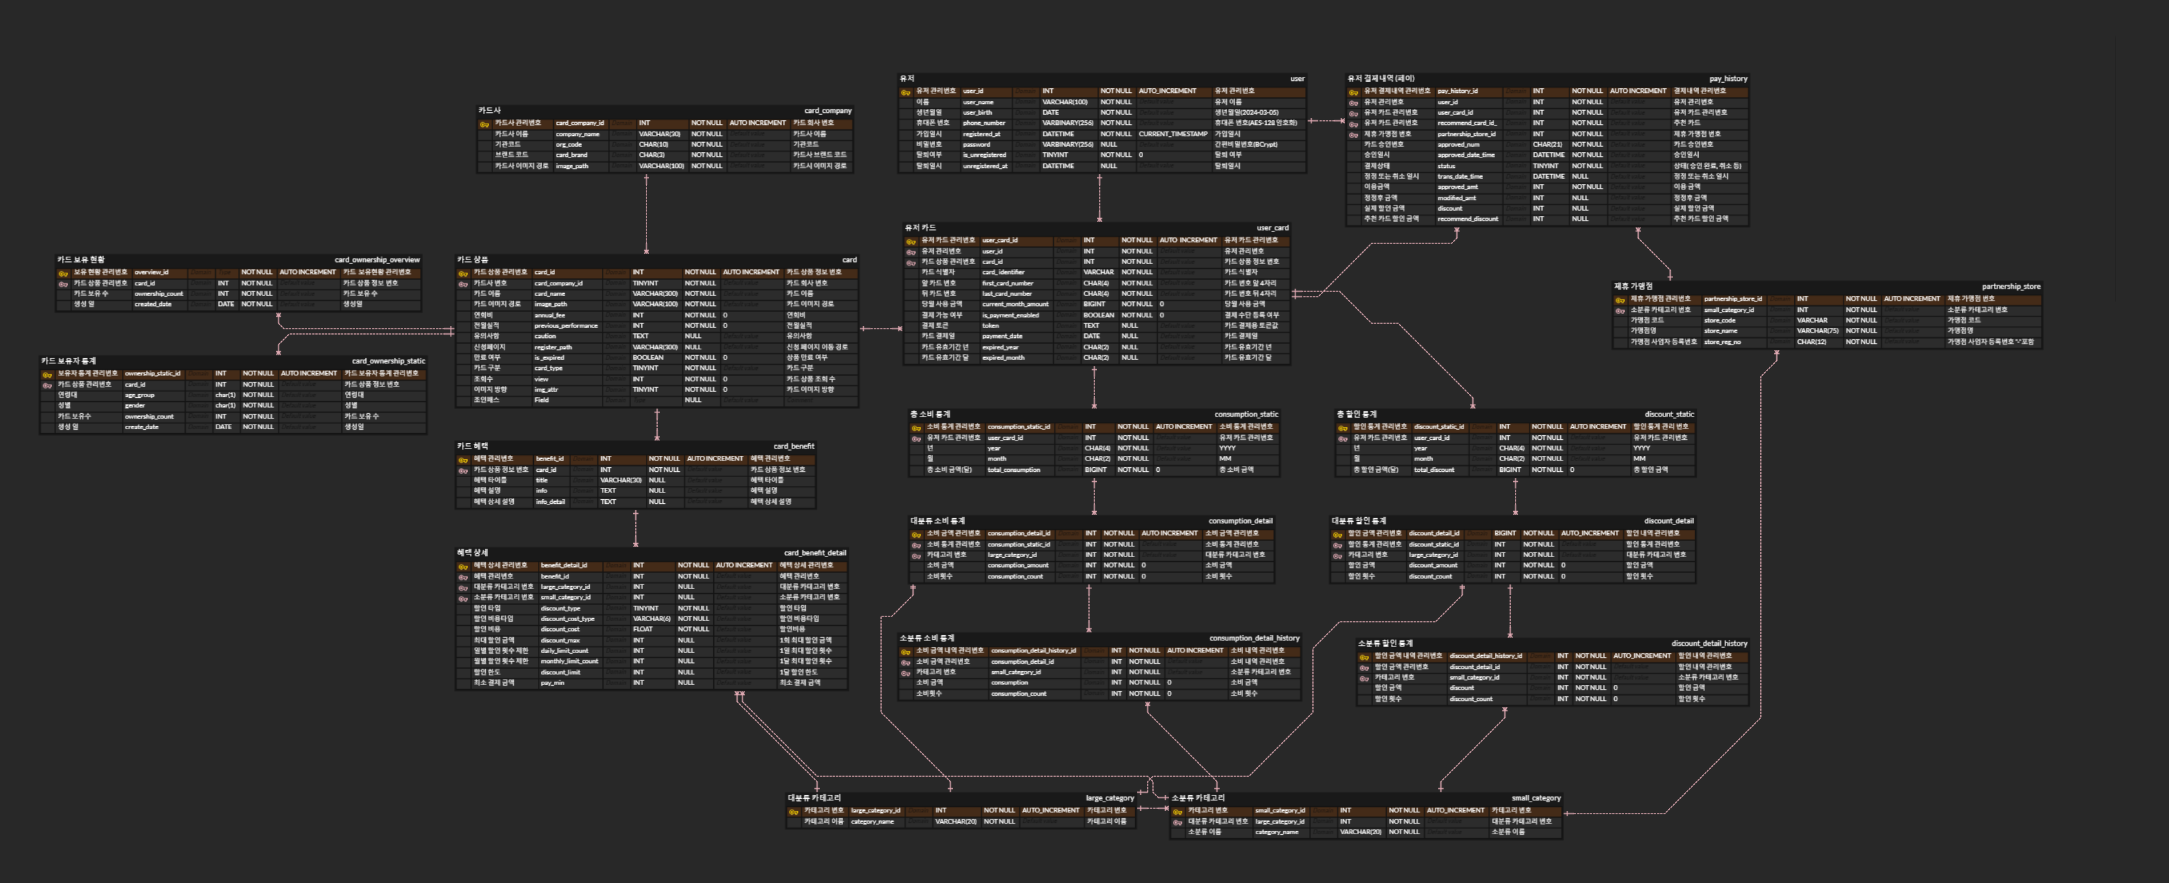 카드사 card_company
카드사 관리번호 card_company_id INT NOT NULL AUTO INCREMENT 카드 회사 번호
카드사 이름 company_name VARCHAR(30) NOT NULL 카드사 이름
기관코드 org_code CHAR(10) NOT NULL 기관코드
브랜드 코드 card_brand CHAR(3) NOT NULL 카드사 브랜드 코드
카드사 이미지 경로 image_path VARCHAR(100) NOT NULL 카드사 이미지 경로
유저 user
유저 관리번호 user_id INT NOT NULL AUTO_INCREMENT 유저 관리번호
이름 user_name VARCHAR(100) NOT NULL 유저 이름
생년월일 user_birth DATE NOT NULL 생년월일(2024-03-05)
휴대폰 번호 phone_number VARBINARY(256) NOT NULL 휴대폰 번호(AES-128 암호화)
가입일시 registered_at DATETIME NOT NULL CURRENT_TIMESTAMP 가입일시
비밀번호 password VARBINARY(256) NULL 간편비밀번호(BCrypt)
탈퇴여부 is_unregistered TINYINT NOT NULL 0 탈퇴 여부
탈퇴일시 unregistered_at DATETIME NULL 탈퇴일시
유저 결제내역 (페이) pay_history
유저 결제내역 관리번호 pay_history_id INT NOT NULL AUTO INCREMENT 결제내역 관리번호
유저 관리번호 user_id INT NOT NULL 유저 관리번호
유저 카드 관리번호 user_card_id INT NOT NULL 유저 관리카드
유저 카드 관리번호 recommend_card_id_ INT NOT NULL 추천 카드
제휴 가맹점 번호 partnership_store_id INT NOT NULL 제휴 가맹점 번호
카드 승인번호 approved_num CHAR(21) NOT NULL 카드 승인번호
승인일시 approved_date_time DATETIME NOT NULL 승인일시
결제상태 status TINYINT NOT NULL 상태(승인 완료, 취소 등)
정정 또는 취소 일시 trans_date_time DATETIME NULL 정정 또는 취소 일시
이용금액 approved_amt INT NOT NULL 이용 금액
정정후 금액 modified_amt INT NOT NULL 정정후 금액
실제 할인 금액 discount INT NULL 실제 할인 금액
추천 카드 할인 금액 recommend_discount INT NULL 추천 카드 할인 금액
카드 보유 현황 card_ownership_overview
보유 현황 관리번호 overview_id NOT NULL AUTO INCREMENT 카드 보유현황 관리번호
카드 상품 관리번호 card_id INT NOT NULL 카드 상품 정보 번호
카드 보유 수 ownership_count INT NOT NULL 카드 보유 수
생성 일 created_date DATE NOT NULL 생성일
카드 상품 card
카드 상품 관리번호 card_id INT NOT NULL AUTO INCREMENT 카드 상품 정보 번호
카드사 번호 card_company_id TINYINT NOT NULL 카드 회사 번호
카드 이름 card_name VARCHAR(300) NOT NULL 카드 이름
카드 이미지 경로 image_path VARCHAR(100) NOT NULL 카드 이미지 경로
연회비 annual_fee INT NOT NULL 0 연회비
전월실적 previous_performance INT NOT NULL 0 전월실적
유의사항 caution TEXT NULL 유의사항
신청페이지 register_path VARCHAR(300) NULL 신청 페이지 이동 경로
만료 여부 is_expired BOOLEAN NOT NULL 0 상품 만료 여부
카드 구분 card_type TINYINT NOT NULL 카드 구분
조회수 view INT NOT NULL 0 카드 상품 조회 수
이미지 방향 img_attr TINYINT NOT NULL 0 카드 이미지 방향
조인패스 Field NULL
유저 카드 user_card
유저 카드 관리번호 user_card_id INT NOT NULL AUTO INCREMENT 유저 카드 관리번호
유저 관리번호 user_id INT NOT NULL 유저 관리번호
카드 상품 관리번호 card_id INT NOT NULL 카드 상품 정보 번호
카드 식별자 card_identifier VARCHAR NOT NULL 카드 식별자
앞 카드 번호 first_card_number CHAR(4) NOT NULL 카드 번호 앞 4자리
뒤 카드 번호 last_card_number CHAR(4) NOT NULL 카드 번호 뒤 4자리
당월 사용 금액 current_month_amount BIGINT NOT NULL 0 당월 사용 금액
결제 가능 여부 is_payment_enabled BOOLEAN NOT NULL 0 결제 수단 등록 여부
결제 토큰 token TEXT NULL 카드 결제용 토큰값
카드 결제일 payment_date DATE NULL 카드 결제일
카드 유효기간 년 expired_year CHAR(2) NULL 카드 유효기간 년
카드 유효기간 달 expired_month CHAR(2) NULL 카드 유효기간 달
제휴 가맹점 partnership_store
제휴 가맹점 관리번호 partnership_store_id INT NOT NULL AUTO INCREMENT 제휴 가맹점 번호
소분류 카테고리 번호 small_category_id INT NOT NULL 소분류 카테고리 번호
가맹점 코드 store_code VARCHAR NOT NULL 가맹점 코드
가맹점명 store_name VARCHAR(75) NOT NULL 가맹점명
가맹점 사업자 등록번호 store_reg_no CHAR(12) NOT NULL 가맹점 사업자 등록번호 '-'포함
카드 보유자 통계 card_ownership_static
보유자 통계 관리번호 ownership_static_id INT NOT NULL AUTO INCREMENT 카드 보유자 통계 관리번호
카드 상품 관리번호 card_id INT NOT NULL 카드 상품 정보 번호
연령대 age_group char(1) NOT NULL 연령대
성별 gender char(1) NOT NULL 성별
카드 보유수 ownership_count INT NOT NULL 카드 보유 수
생성 일 create_date DATE NOT NULL 생성일
카드 혜택 card_benefit
혜택 관리번호 benefit_id INT NOT NULL AUTO INCREMENT 혜택 관리번호
카드 상품 정보 번호 card_id INT NOT NULL 카드 상품 정보 번호
혜택 타이틀 title VARCHAR(30) NULL 혜택 타이틀
혜택 설명 info TEXT NULL 혜택 설명
혜택 상세 설명 info_detail TEXT NULL 혜택 상세 설명
총 소비 통계 consumption_static
소비 통계 관리번호 consumption_static_id INT NOT NULL AUTO INCREMENT 소비 통계 관리번호
유저 카드 관리번호 user_card_id INT NOT NULL 유저 카드 관리번호
년 year CHAR(4) NOT NULL YYYY
월 month CHAR(2) NOT NULL MM
총 소비 금액(달) total_consumption BIGINT NOT NULL 0 총 소비 금액
총 할인 통계 discount_static
할인 통계 관리번호 discount_static_id INT NOT NULL AUTO INCREMENT 할인 통계 관리 번호
유저 카드 관리번호 user_card_id INT NOT NULL 유저 카드 관리번호
년 year CHAR(4) NOT NULL YYYY
월 month CHAR(2) NOT NULL MM
총 할인 금액(달) total_discount BIGINT NOT NULL 0 총 할인 금액
대분류 소비 통계 consumption_detail
소비 금액 관리번호 consumption_detail_id INT NOT NULL AUTO_INCREMENT 소비 내역 관리번호
소비 통계 관리번호 consumption_static_id INT NOT NULL 소비 통계 관리번호
카테고리 번호 large_category_id INT NOT NULL 대분류 카테고리 번호
소비 금액 consumption_amount INT NOT NULL 0 소비 금액
소비 횟수 consumption_count INT NOT NULL 0 소비 횟수
대분류 할인 통계 discount_detail
할인 금액 관리번호 discount_detail_id BIGINT NOT NULL AUTO_INCREMENT 할인 내역 관리번호
할인 통계 관리번호 discount_static_id INT NOT NULL 할인 통계 관리번호
카테고리 번호 large_category_id INT NOT NULL 대분류 카테고리 번호
할인 금액 discount_amount INT NOT NULL 0 할인 금액
할인 횟수 discount_count INT NOT NULL 0 할인 횟수
혜택 상세 card_benefit_detail
혜택 상세 관리번호 benefit_detail_id INT NOT NULL AUTO INCREMENT 혜택 상세 관리번호
혜택 관리번호 benefit_id INT NOT NULL 혜택 관리번호
대분류 카테고리 번호 large_category_id INT NULL 대분류 카테고리 번호
소분류 카테고리 번호 small_category_id INT NULL 소분류 카테고리 번호
할인 타입 discount_type TINYINT NOT NULL 할인 타입
할인 비용타입 discount_cost_type VARCHAR(6) NOT NULL 할인 비용타입
할인 비용 discount_cost FLOAT NOT NULL 할인비용
최대 할인 금액 discount_max INT NULL 1회 최대 할인 금액
월별 할인 횟수 제한 daily_limit_count INT NULL 1일 최대 할인 횟수
월별 할인 횟수 제한 monthly_limit_count INT NULL 1달 최대 할인 횟수
할인 한도 discount_limit INT NULL 1달 할인 한도
최소 결제 금액 pay_min INT NULL 최소 결제 금액
소분류 소비 통계 consumption_detail_history
소비 금액 내역 관리번호 consumption_detail_history_id INT NOT NULL AUTO INCREMENT 소비 내역 관리번호
소비 금액 관리번호 consumption_detail_id INT NOT NULL 소비 내역 관리번호
카테고리 번호 small_category_id INT NOT NULL 소분류 카테고리 번호
소비 금액 consumption INT NOT NULL 0 소비 금액
소비 횟수 consumption_count INT NOT NULL 0 소비 횟수
소분류 할인 통계 discount_detail_history
할인 금액 내역 관리번호 discount_detail_history_id INT NOT NULL AUTO_INCREMENT 할인 내역 관리번호
할인 금액 관리번호 discount_detail_id INT NOT NULL 할인 내역 관리번호
카테고리 번호 small_category_id INT NOT NULL 소분류 카테고리 번호
할인 금액 discount INT NOT NULL 0 할인 금액
할인 횟수 discount_count INT NOT NULL 0 할인 횟수
대분류 카테고리 large_category
카테고리 번호 large_category_id INT NOT NULL AUTO_INCREMENT 카테고리 번호
카테고리 이름 category_name VARCHAR(20) NOT NULL 카테고리 이름
소분류 카테고리 small_category
카테고리 번호 small_category_id INT NOT NULL AUTO_INCREMENT 카테고리 번호
대분류 카테고리 번호 large_category_id INT NOT NULL 대분류 카테고리 번호
소분류 이름 category_name VARCHAR(20) NOT NULL 소분류 이름